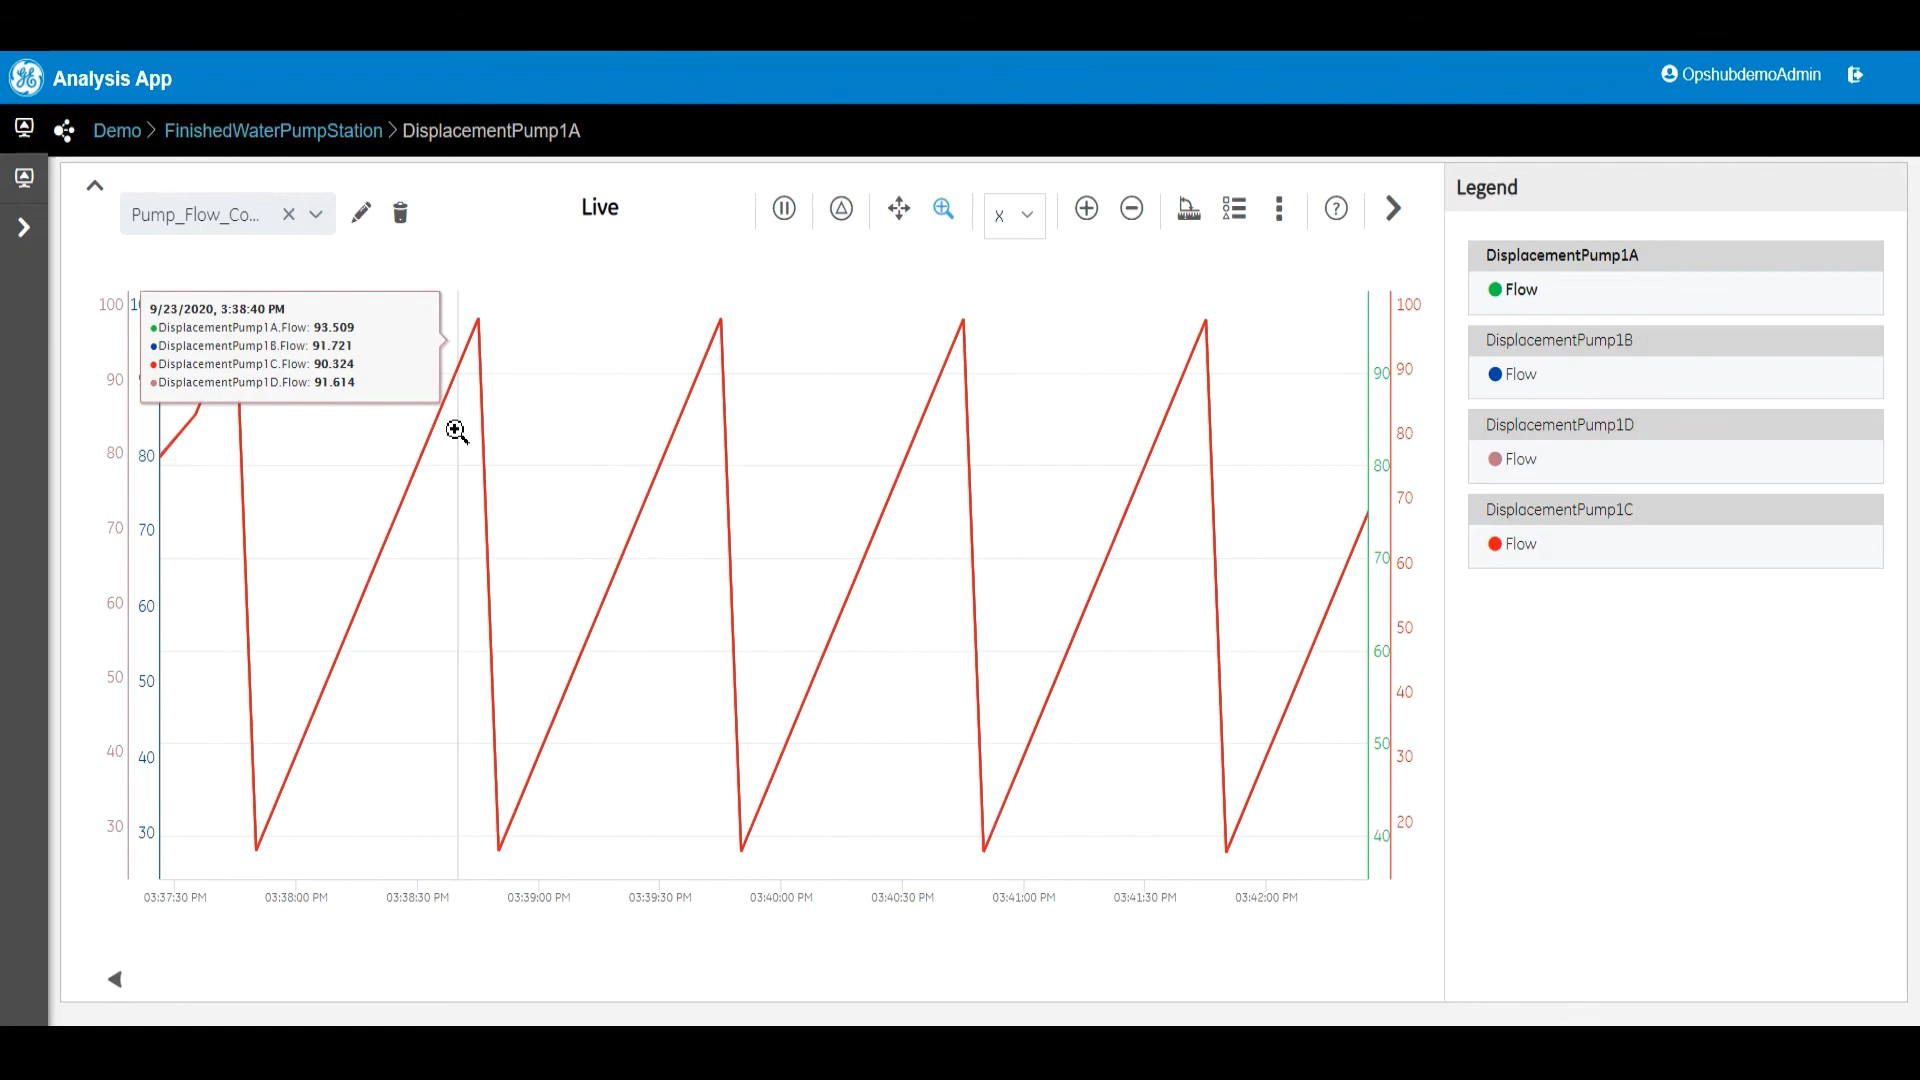 Analysis App
OpshubdemoAdmin
Demo > FinishedWaterPumpStation > DisplacementPump1A
Pump_Flow_Co...
Live
X
Legend
DisplacementPump1A
Flow
DisplacementPump1B
Flow
DisplacementPump1D
Flow
DisplacementPump1C
Flow
9/23/2020, 3:38:40 PM
DisplacementPump1A.Flow: 93.509
DisplacementPump1B.Flow: 91.721
DisplacementPump1C.Flow: 90.324
DisplacementPump1D.Flow: 91.614
100
90
80
70
60
50
40
30
80
70
60
50
40
30
90
80
70
60
50
40
100
90
80
70
60
50
40
30
20
03:37:30 PM
03:38:00 PM
03:38:30 PM
03:39:00 PM
03:39:30 PM
03:40:00 PM
03:40:30 PM
03:41:00 PM
03:41:30 PM
03:42:00 PM